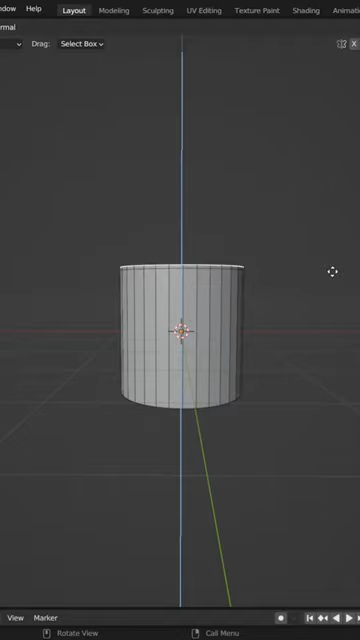 ndow Help Layout Modeling Sculpting UV Editing Texture Paint Shading Animati
rmal
Drag: Select Box X
View Marker
Rotate View Call Menu